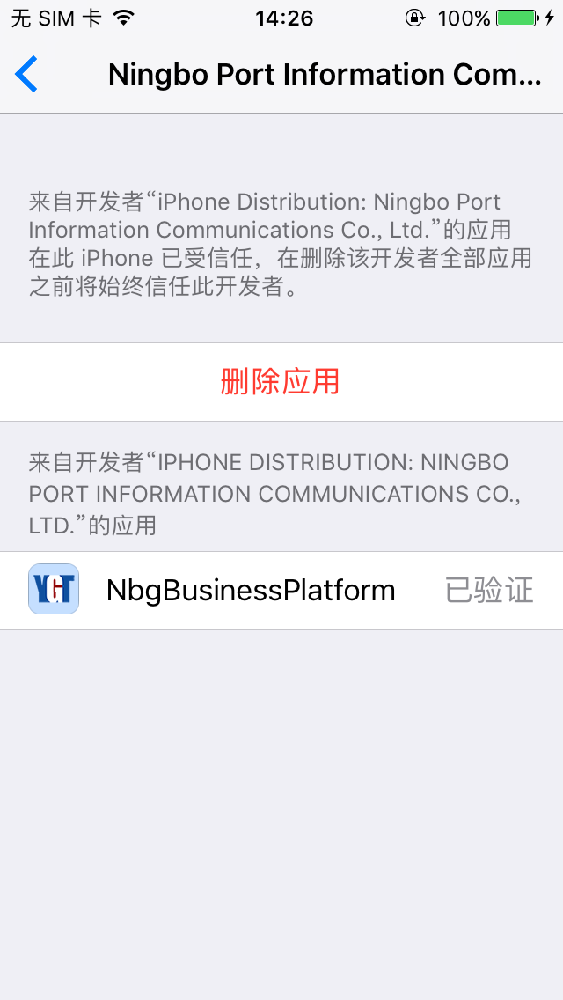 无 SIM 卡 14:26 100%
Ningbo Port Information Com...
来自开发者“iPhone Distribution: Ningbo Port
Information Communications Co., Ltd.”的应用
在此 iPhone 已受信任，在删除该开发者全部应用
之前将始终信任此开发者。
删除应用
来自开发者“IPHONE DISTRIBUTION: NINGBO
PORT INFORMATION COMMUNICATIONS CO.,
LTD.”的应用
YGT NbgBusinessPlatform 已验证